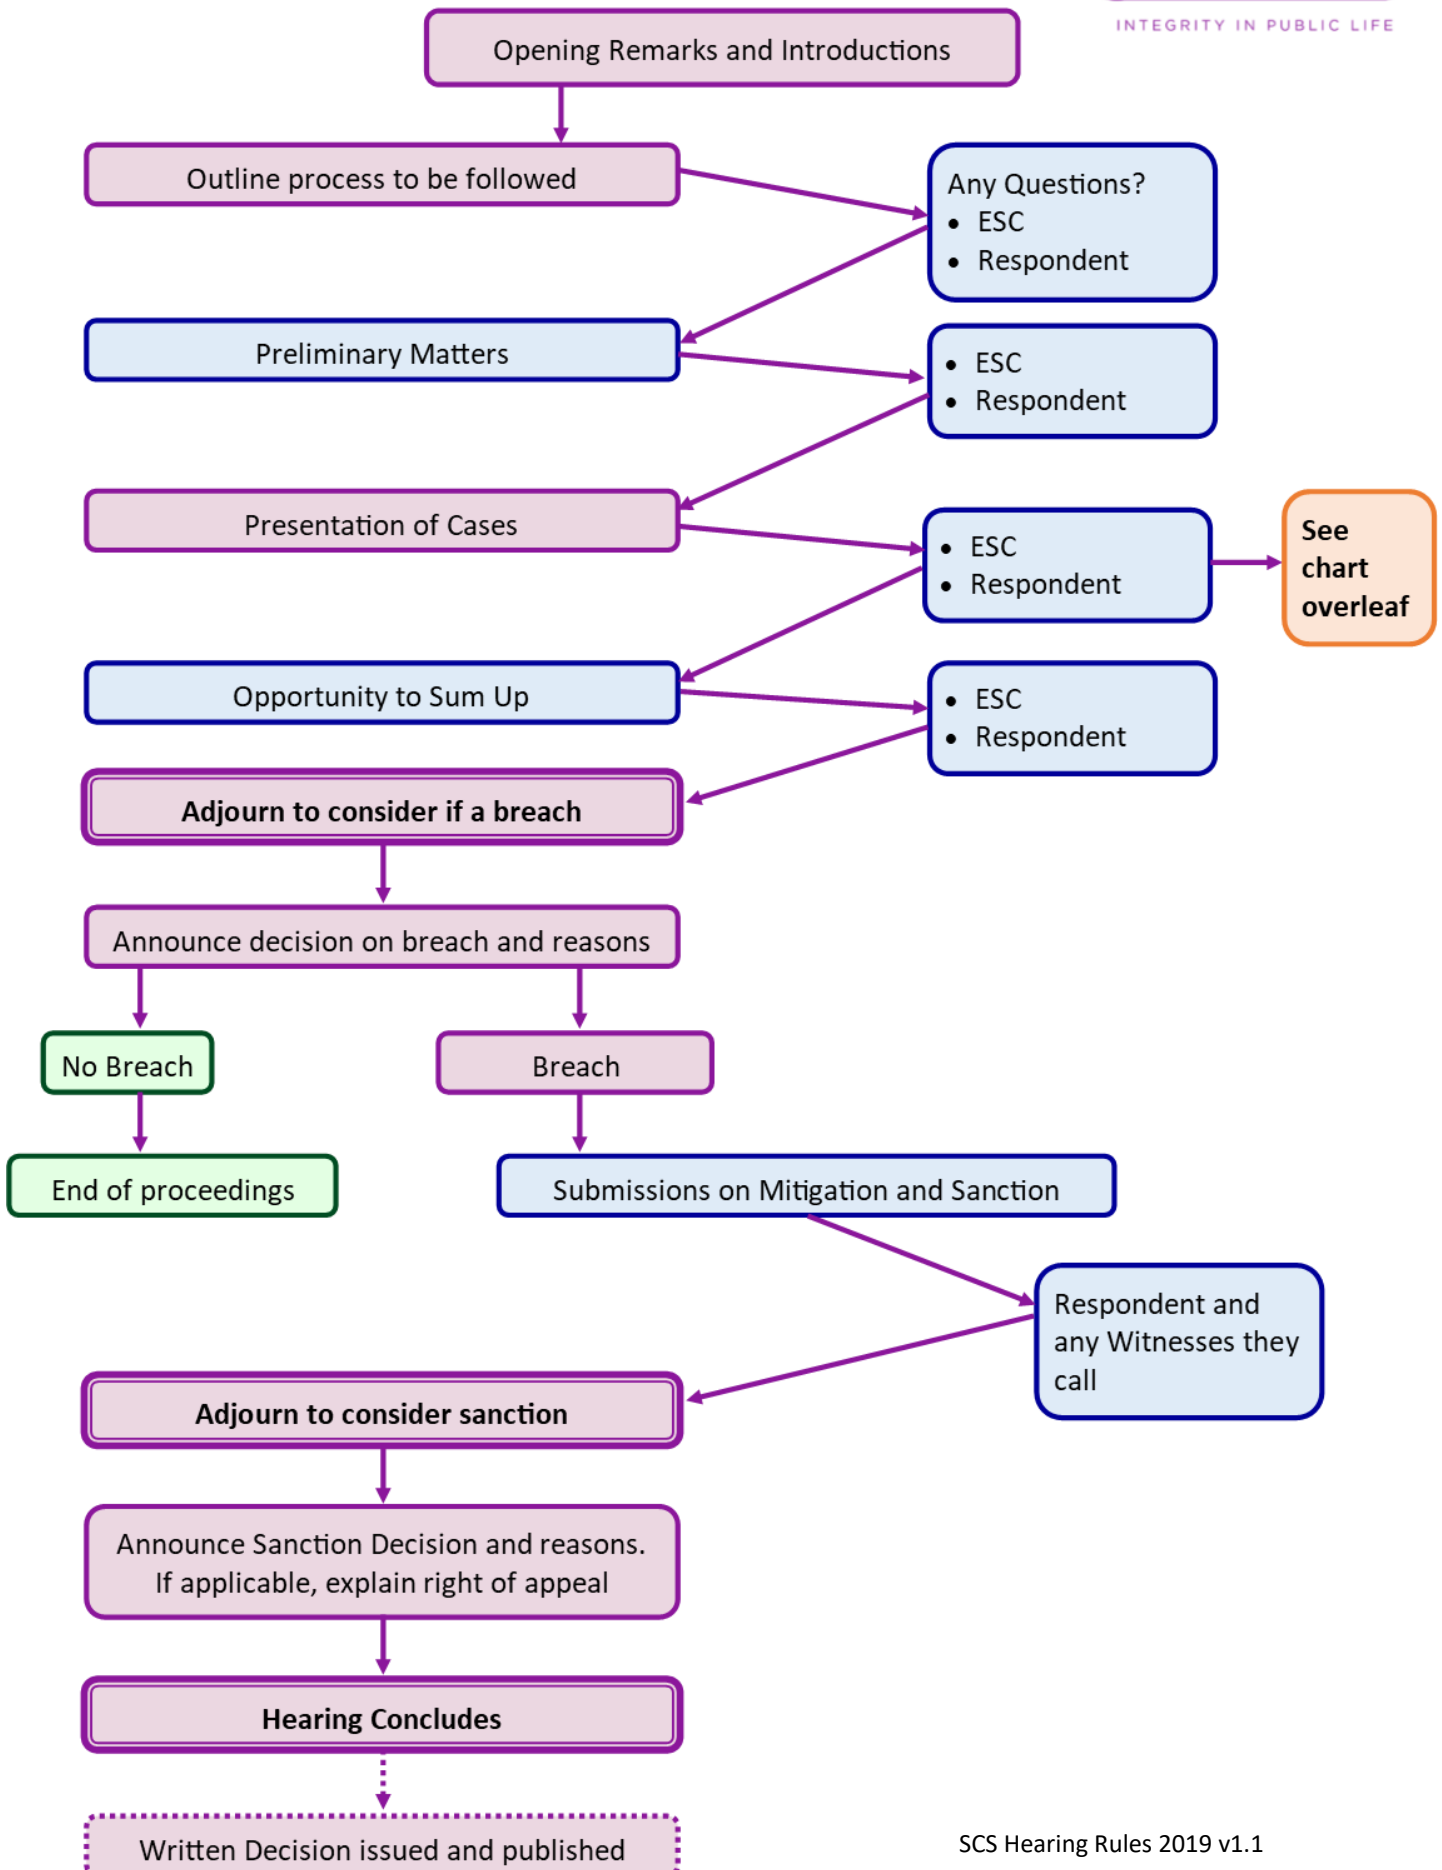 INTEGRITY IN PUBLIC LIFE
Opening Remarks and Introductions
Outline process to be followed
Any Questions?
• ESC
• Respondent
Preliminary Matters
• ESC
• Respondent
Presentation of Cases
• ESC
• Respondent
See
chart
overleaf
Opportunity to Sum Up
• ESC
• Respondent
Adjourn to consider if a breach
Announce decision on breach and reasons
No Breach
Breach
End of proceedings
Submissions on Mitigation and Sanction
Respondent and
any Witnesses they
call
Adjourn to consider sanction
Announce Sanction Decision and reasons.
If applicable, explain right of appeal
Hearing Concludes
Written Decision issued and published
SCS Hearing Rules 2019 v1.1